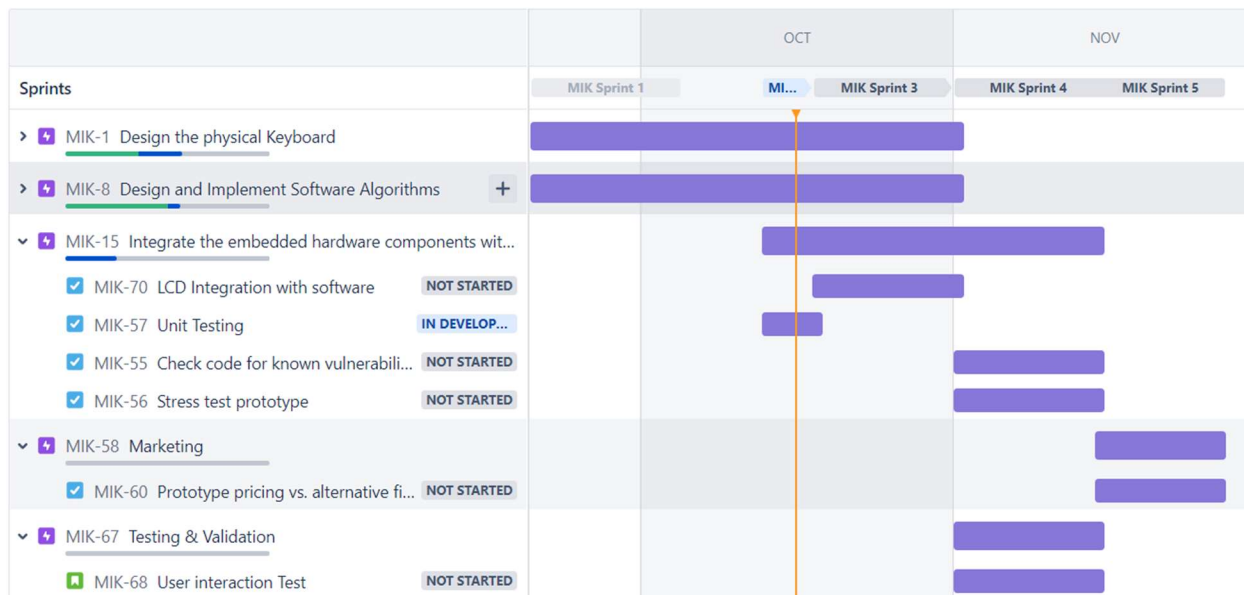 OCT NOV
Sprints MIK Sprint 1 MI... MIK Sprint 3 MIK Sprint 4 MIK Sprint 5
MIK-1 Design the physical Keyboard
MIK-8 Design and Implement Software Algorithms +
MIK-15 Integrate the embedded hardware components wit...
MIK-70 LCD Integration with software NOT STARTED
MIK-57 Unit Testing IN DEVELOP...
MIK-55 Check code for known vulnerabili... NOT STARTED
MIK-56 Stress test prototype NOT STARTED
MIK-58 Marketing
MIK-60 Prototype pricing vs. alternative fi... NOT STARTED
MIK-67 Testing & Validation
MIK-68 User interaction Test NOT STARTED